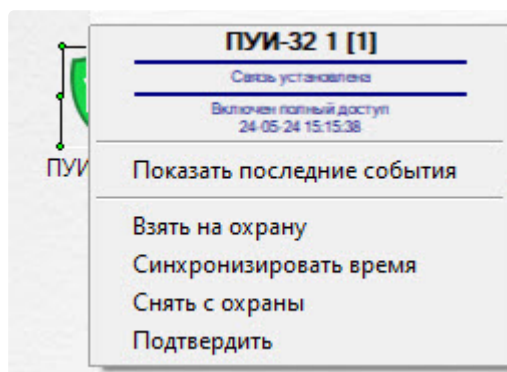 ПУИ-32 1 [1]
Связь установлена
Включен полный доступ
24-05-24 15:15:38
ПУИ
Показать последние события
Взять на охрану
Синхронизировать время
Снять с охраны
Подтвердить